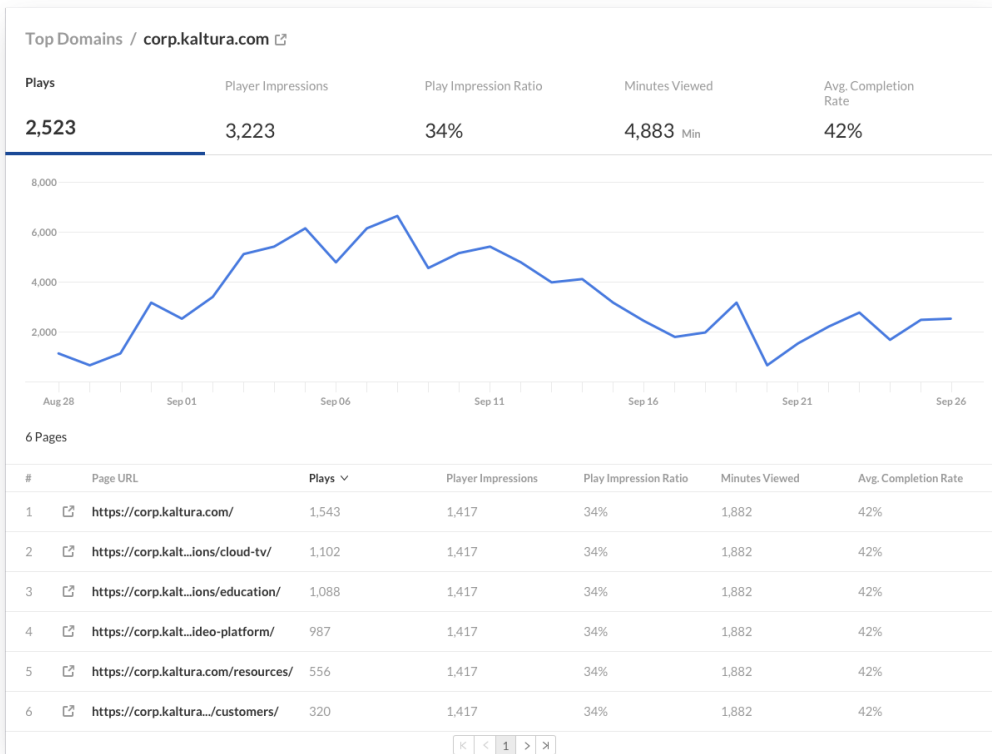 Top Domains / corp.kaltura.com
Plays Player Impressions Play Impression Ratio Minutes Viewed Avg. Completion Rate
2,523 3,223 34% 4,883 Min 42%
8,000
6,000
4,000
2,000
Aug 28 Sep 01 Sep 06 Sep 11 Sep 16 Sep 21 Sep 26
6 Pages
# Page URL Plays Player Impressions Play Impression Ratio Minutes Viewed Avg. Completion Rate
1 https://corp.kaltura.com/ 1,543 1,417 34% 1,882 42%
2 https://corp.kalt...ions/cloud-tv/ 1,102 1,417 34% 1,882 42%
3 https://corp.kalt...ions/education/ 1,088 1,417 34% 1,882 42%
4 https://corp.kalt...ideo-platform/ 987 1,417 34% 1,882 42%
5 https://corp.kaltura.com/resources/ 556 1,417 34% 1,882 42%
6 https://corp.kaltura.../customers/ 320 1,417 34% 1,882 42%
1